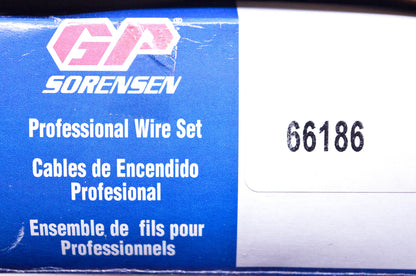 GP
SORENSEN
Professional Wire Set
Cables de Encendido
Profesional
Ensemble de fils pour
Professionnels
66186